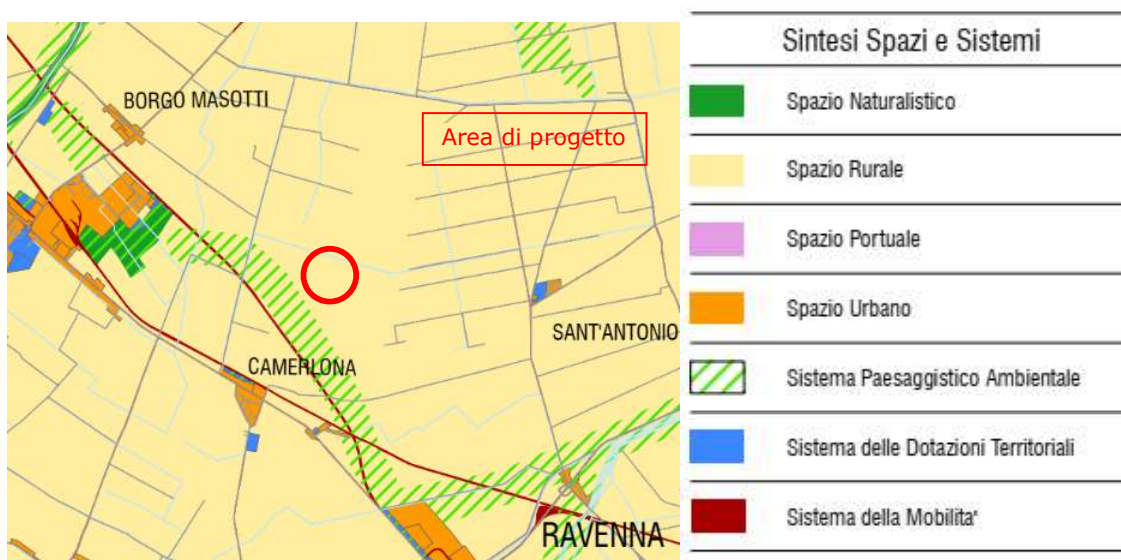 BORGO MASOTTI
Area di progetto
SANT'ANTONIO
CAMERLONA
RAVENNA
Sintesi Spazi e Sistemi
Spazio Naturalistico
Spazio Rurale
Spazio Portuale
Spazio Urbano
Sistema Paesaggistico Ambientale
Sistema delle Dotazioni Territoriali
Sistema della Mobilita'